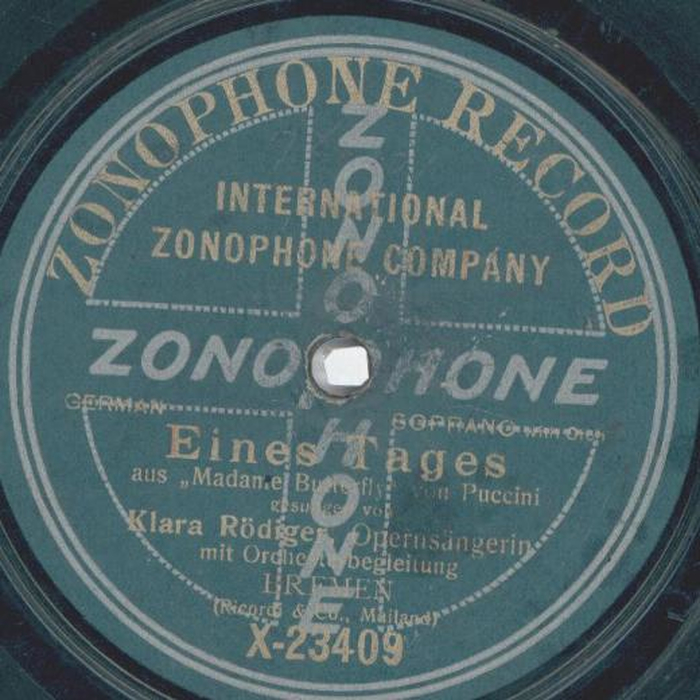 ZONOPHONE RECORD
ZONOPHONE
INTERNATIONAL
ZONOPHONE COMPANY
ZONOPHONE
GERMAN
SOPRANO
Eines Tages
aus „Madame Butterfly" von Puccini
gesungen von
Klara Rödiger, Opernsängerin
mit Orchesterbegleitung
BREMEN
(Ricordi & Co., Mailand)
X-23409